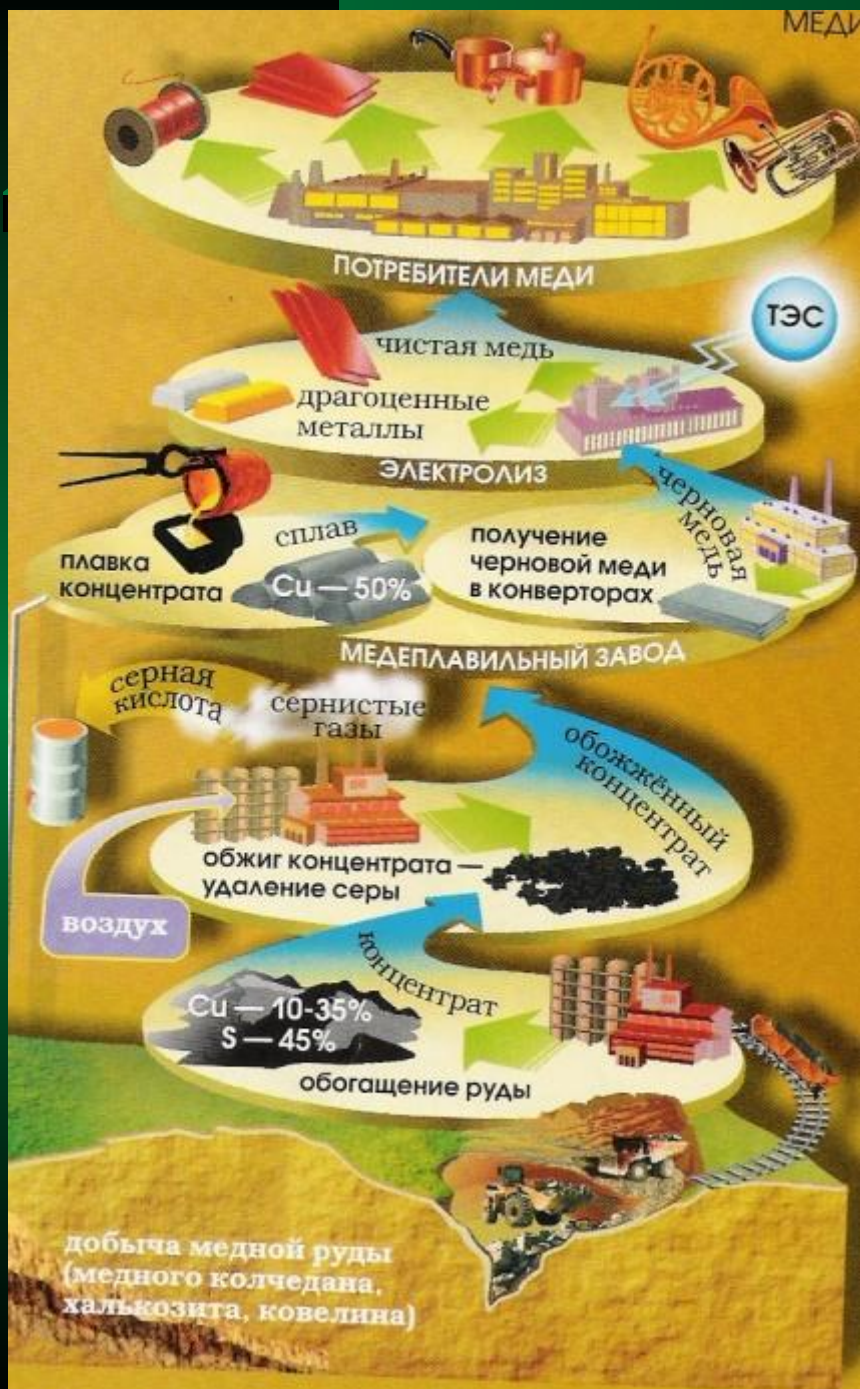 МЕДИ
ПОТРЕБИТЕЛИ МЕДИ
ТЭС
чистая медь
драгоценные
металлы
ЭЛЕКТРОЛИЗ
черновая
медь
сплав
плавка
концентрата
Cu — 50%
получение
черновой меди
в конверторах
МЕДЕПЛАВИЛЬНЫЙ ЗАВОД
серная
кислота
сернистые
газы
обожжённый
концентрат
обжиг концентрата —
удаление серы
воздух
концентрат
Cu — 10-35%
S — 45%
обогащение руды
добыча медной руды
(медного колчедана,
халькозита, ковелина)